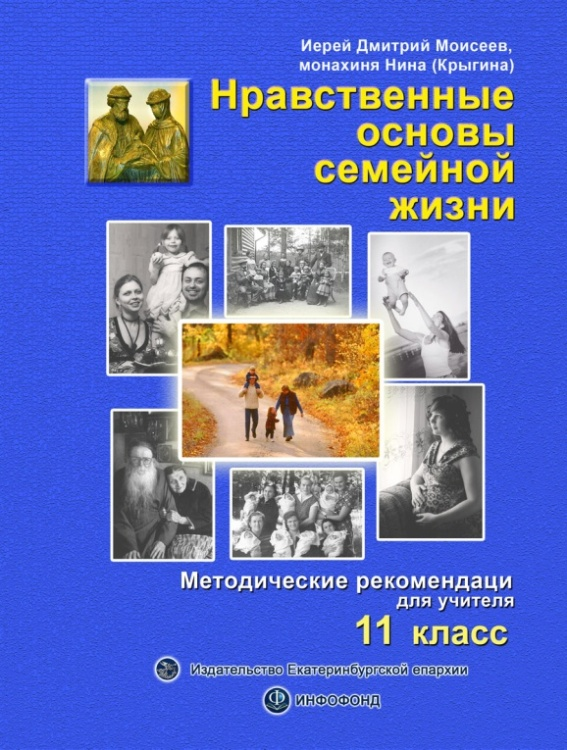 Иерей Дмитрий Моисеев,
монахиня Нина (Крыгина)
Нравственные
основы
семейной
жизни
Методические рекомендаци
для учителя
11 класс
Издательство Екатеринбургской епархии
ИНФОФОНД